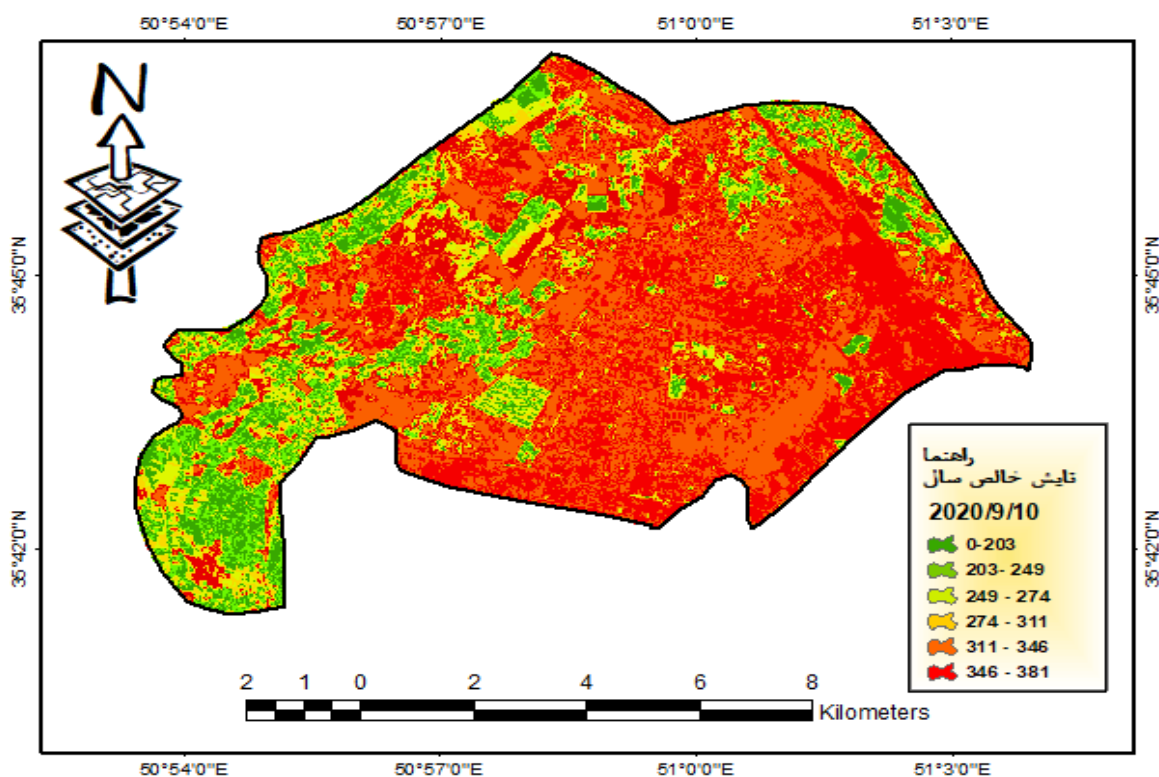 50°54'0"E 50°57'0"E 51°0'0"E 51°3'0"E
N
35°45'0"N 35°45'0"N
35°42'0"N 35°42'0"N
راهنما
تابش خالص سال
2020/9/10
0-203
203- 249
249 - 274
274 - 311
311 - 346
346 - 381
2 1 0 2 4 6 8
Kilometers
50°54'0"E 50°57'0"E 51°0'0"E 51°3'0"E